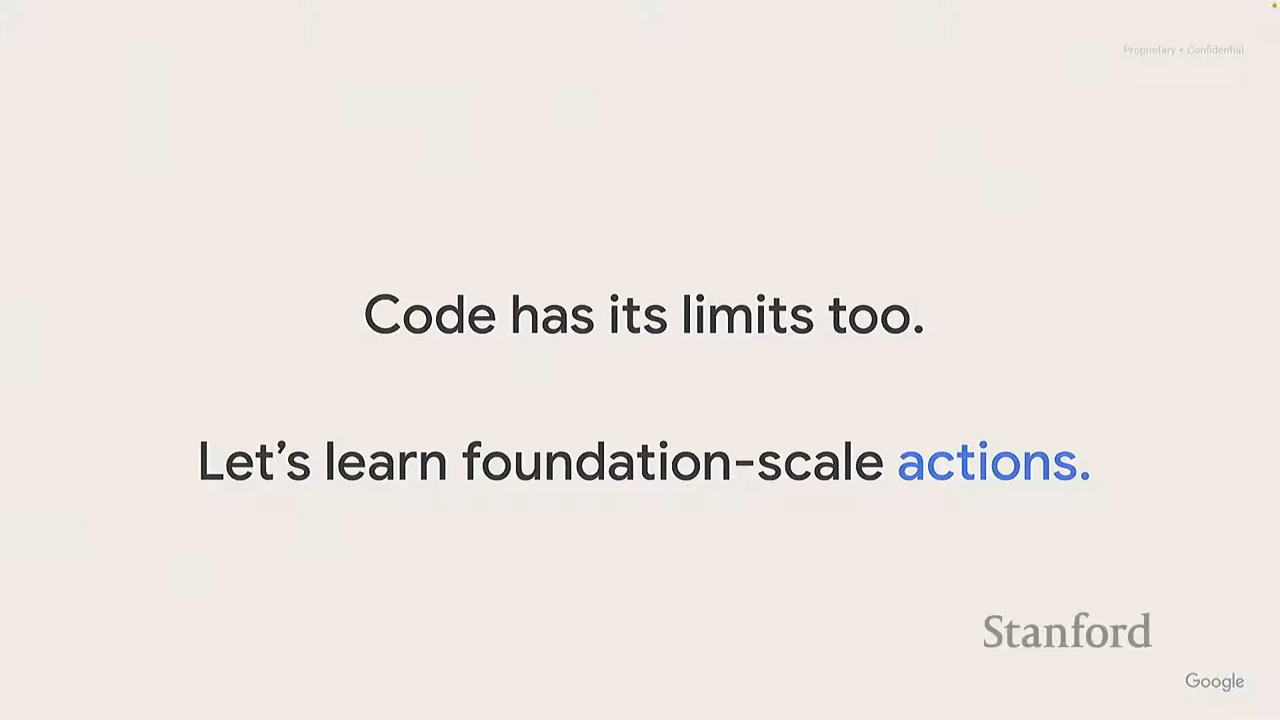 Proprietary + Confidential
Code has its limits too.
Let's learn foundation-scale actions.
Stanford
Google